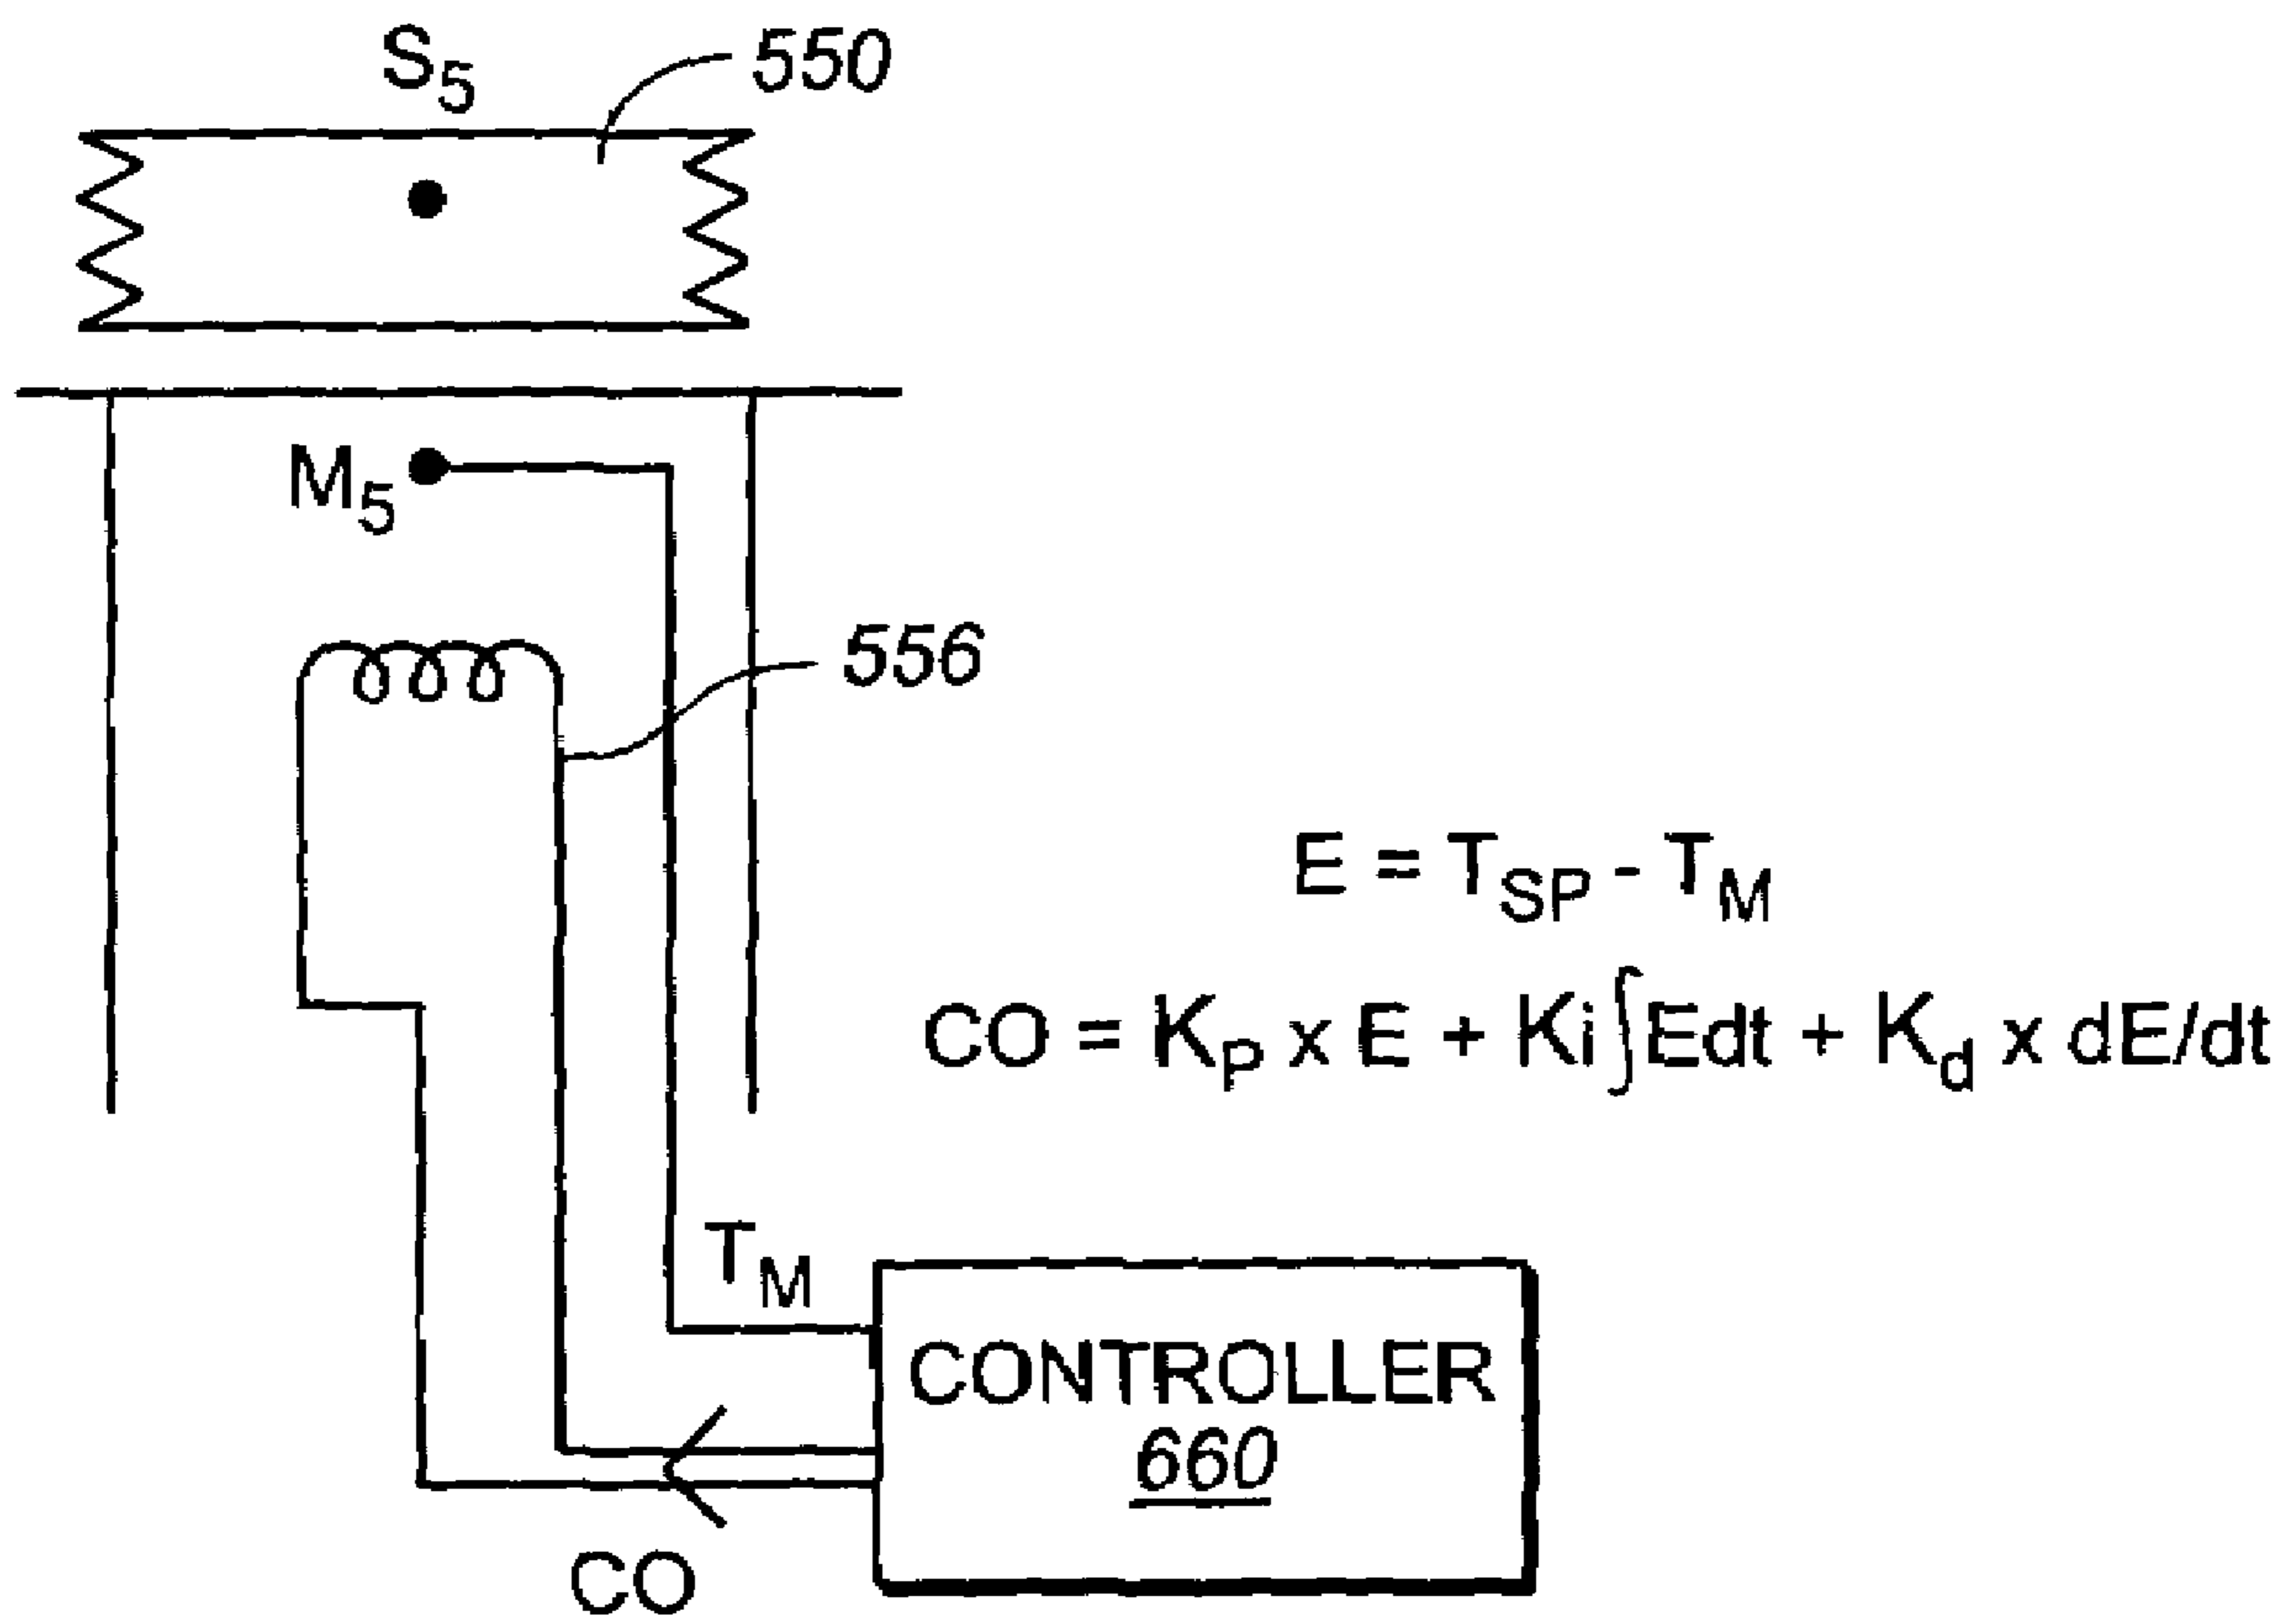 S5
550
M5
556
E = TSP - TM
CO = KP x E + Ki∫Edt + Kd x dE/dt
TM
CONTROLLER
660
CO